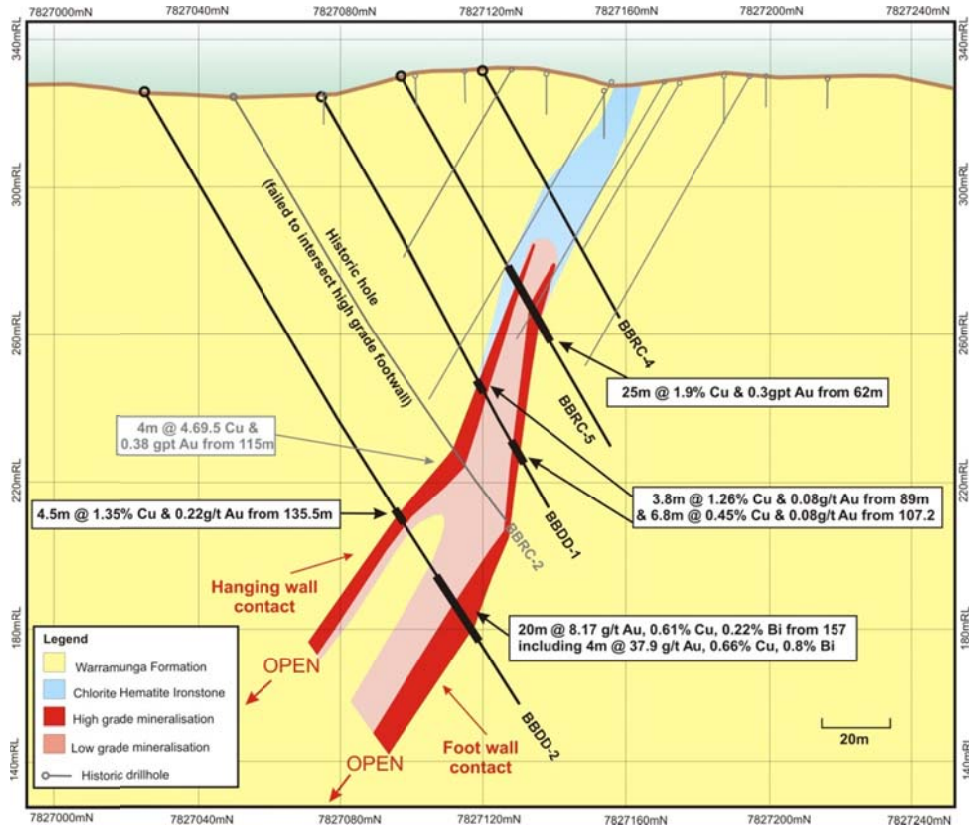 7827000mN 7827040mN 7827080mN 7827120mN 7827160mN 7827200mN 7827240mN
340mRL 340mRL
300mRL 300mRL
260mRL 260mRL
220mRL 220mRL
180mRL 180mRL
140mRL 140mRL
Historic hole
(failed to intersect high grade footwall)
BBRC-4
25m @ 1.9% Cu & 0.3gpt Au from 62m
BBRC-5
4m @ 4.69.5 Cu &
0.38 gpt Au from 115m
4.5m @ 1.35% Cu & 0.22g/t Au from 135.5m
3.8m @ 1.26% Cu & 0.08g/t Au from 89m
& 6.8m @ 0.45% Cu & 0.08g/t Au from 107.2
BBDD-1
BBRC-2
Hanging wall
contact
20m @ 8.17 g/t Au, 0.61% Cu, 0.22% Bi from 157
including 4m @ 37.9 g/t Au, 0.66% Cu, 0.8% Bi
OPEN
BBDD-2
Foot wall
contact
OPEN
Legend
Warramunga Formation
Chlorite Hematite Ironstone
High grade mineralisation
Low grade mineralisation
Historic drillhole
20m
7827000mN 7827040mN 7827080mN 7827120mN 7827160mN 7827200mN 7827240mN